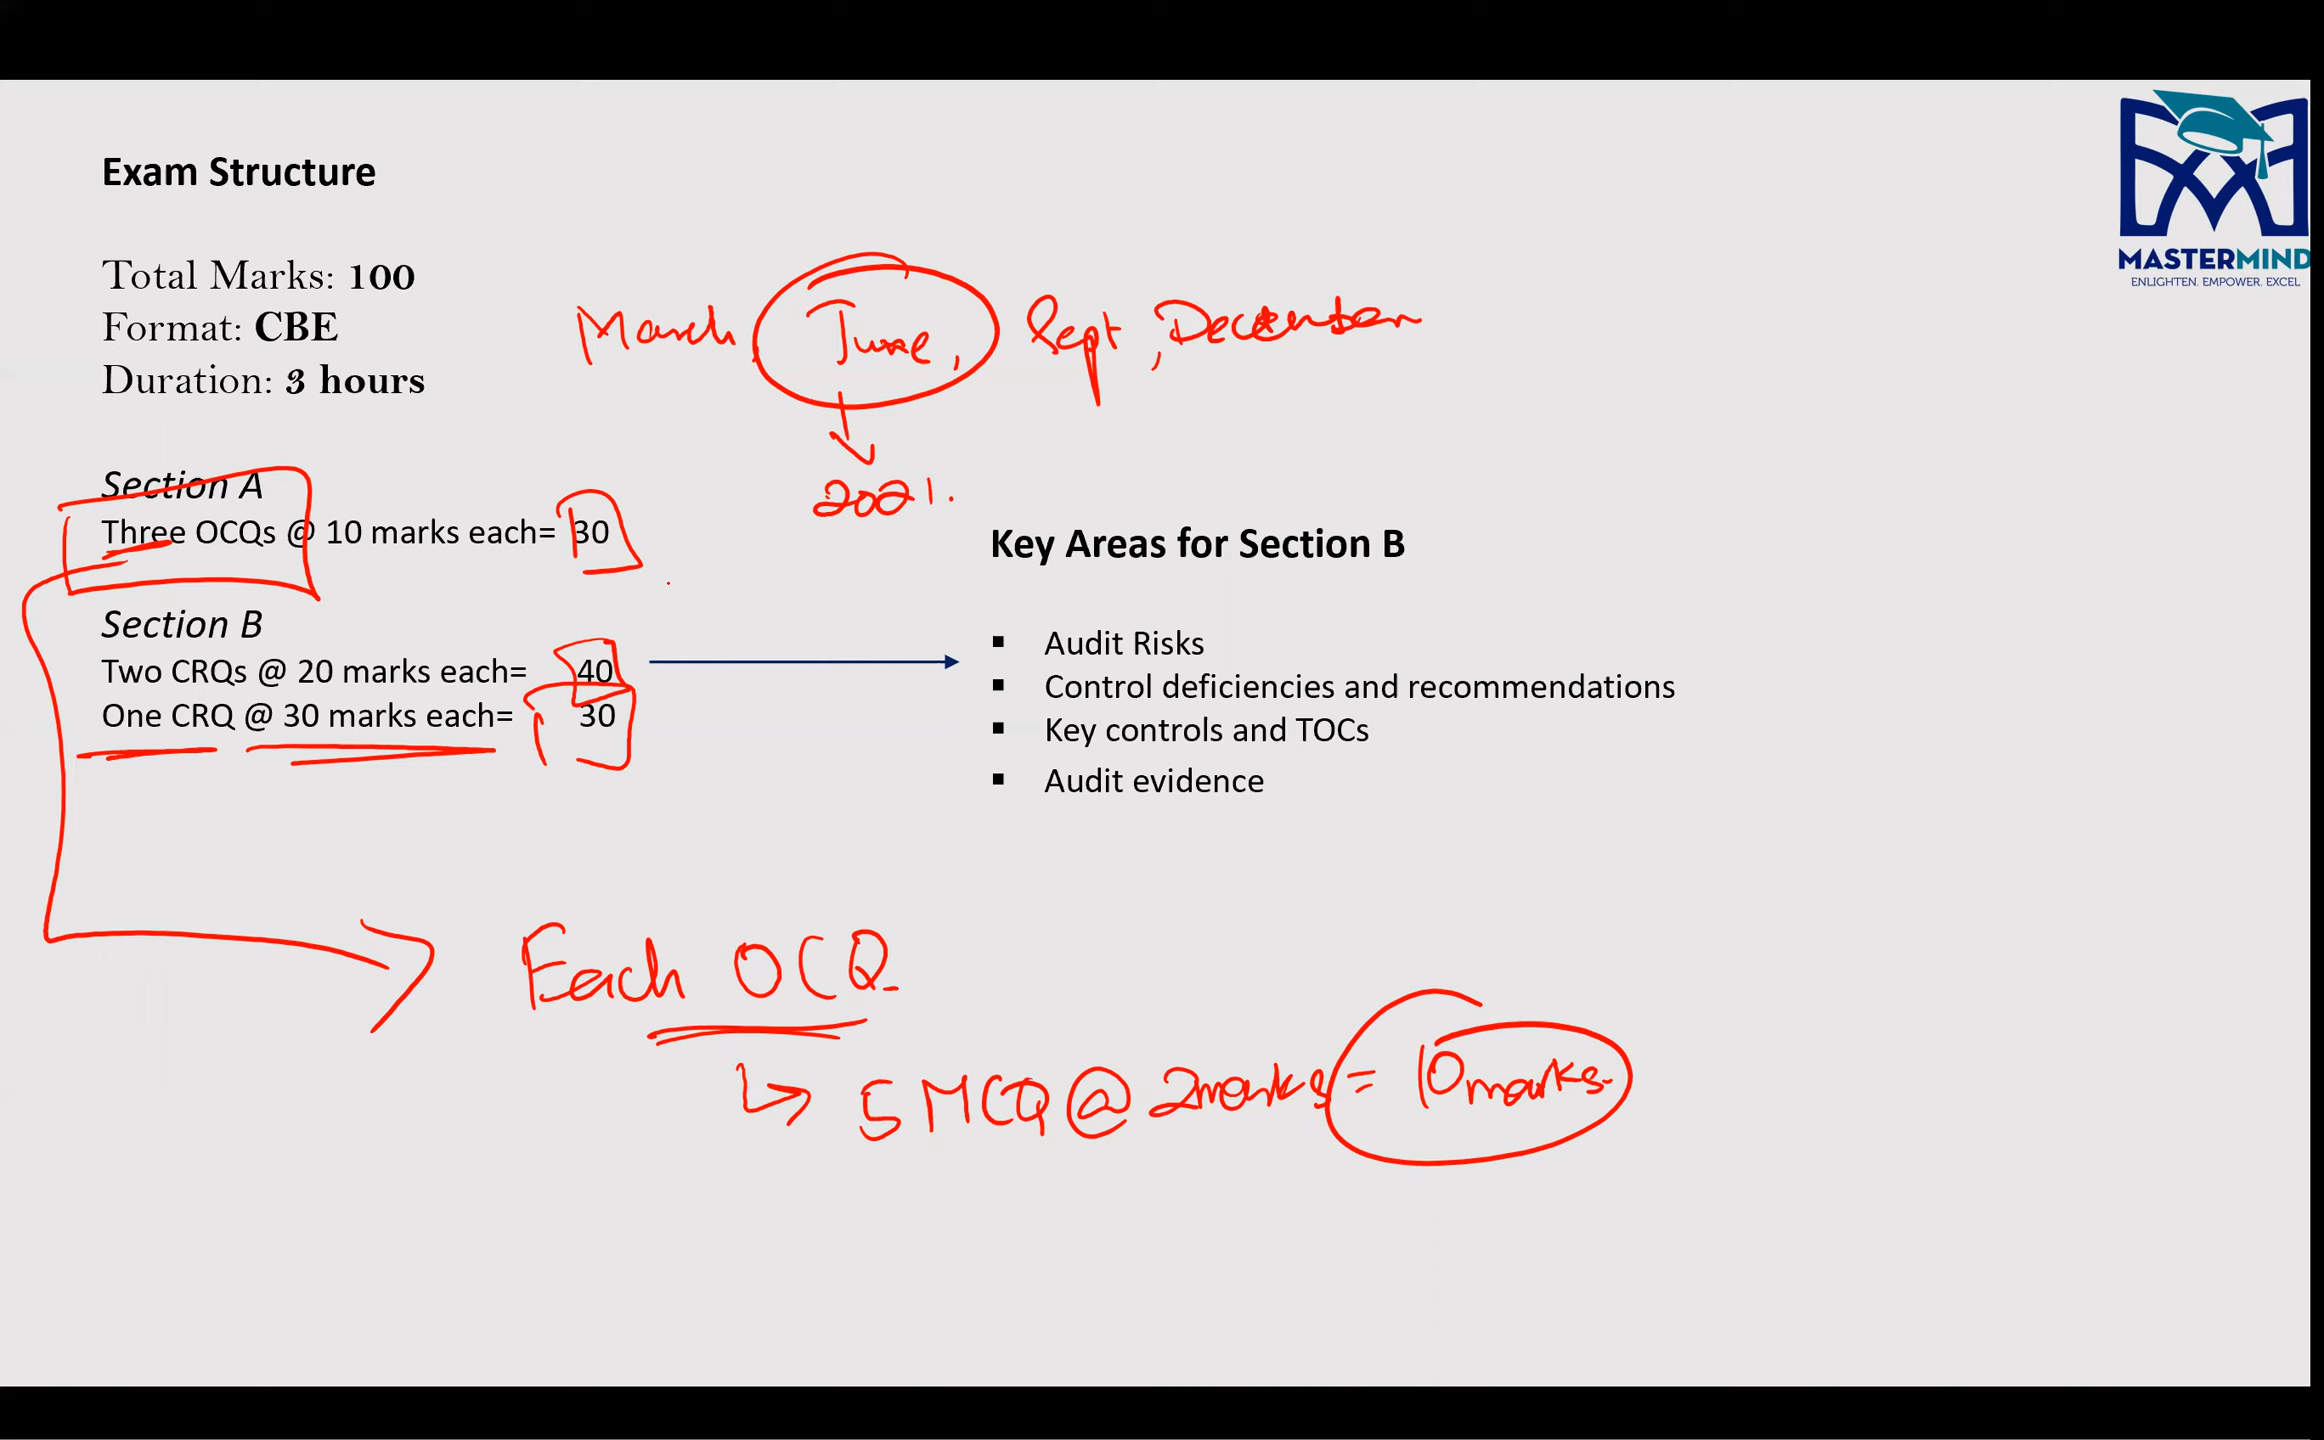 Exam Structure
MASTERMIND
ENLIGHTEN. EMPOWER. EXCEL
Total Marks: 100
Format: CBE
Duration: 3 hours
March, June, Sept, December
2021.
Section A
Three OCQs @ 10 marks each= 30
Section B
Two CRQs @ 20 marks each= 40
One CRQ @ 30 marks each= 30
Key Areas for Section B
▪ Audit Risks
▪ Control deficiencies and recommendations
▪ Key controls and TOCs
▪ Audit evidence
Each OCQ
5 MCQ @ 2marks = 10marks.